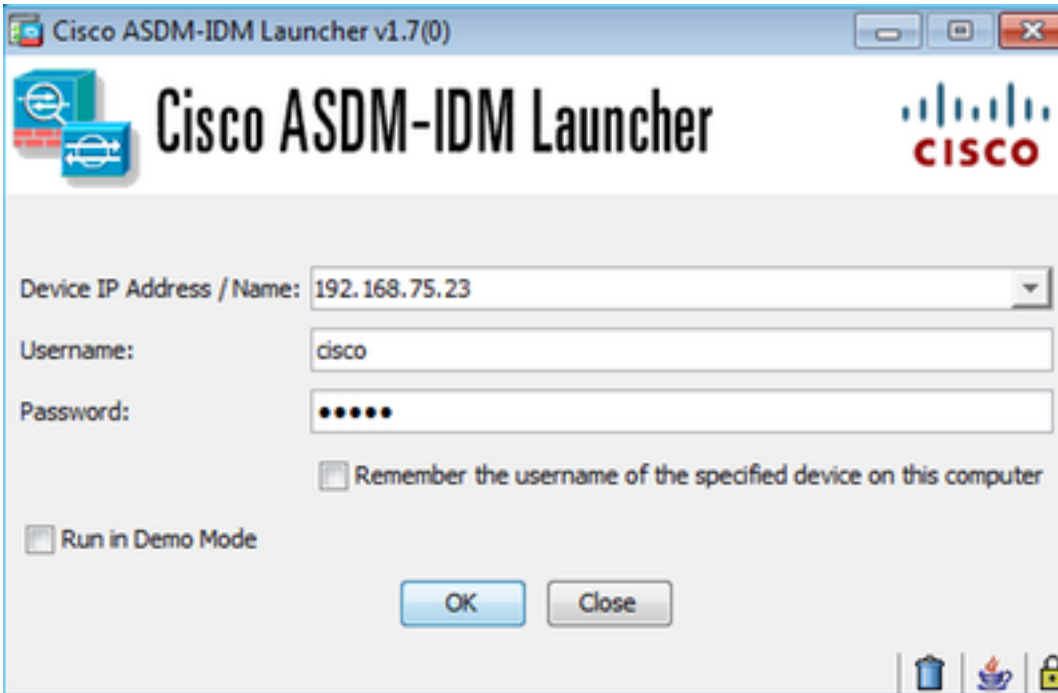 Cisco ASDM-IDM Launcher v1.7(0)
Cisco ASDM-IDM Launcher
CISCO
Device IP Address / Name: 192.168.75.23
Username: cisco
Password: •••••
Remember the username of the specified device on this computer
Run in Demo Mode
OK Close